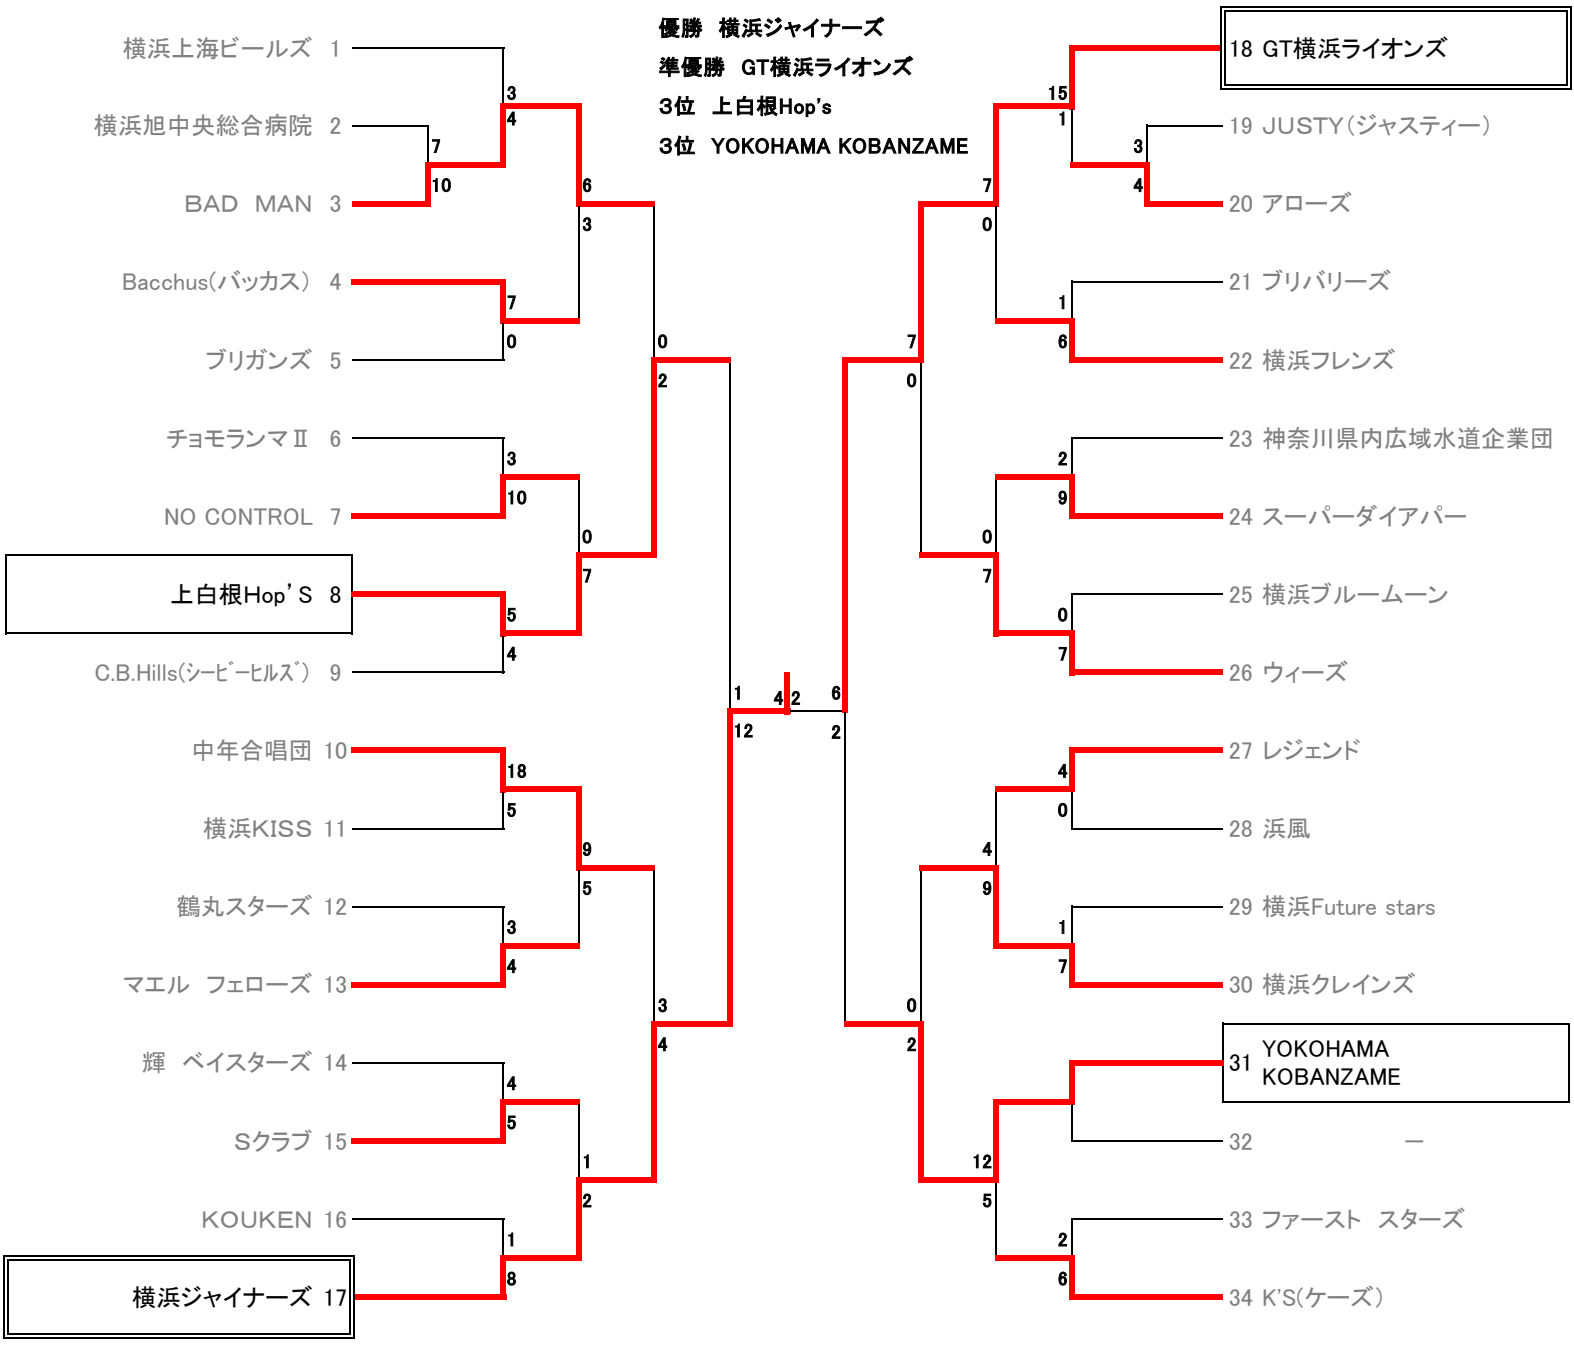 優勝　横浜ジャイナーズ
準優勝　GT横浜ライオンズ
3位　上白根Hop's
3位　YOKOHAMA KOBANZAME
横浜上海ビールズ 1
横浜旭中央総合病院 2
BAD　MAN 3
Bacchus(バッカス) 4
ブリガンズ 5
チョモランマⅡ 6
NO CONTROL 7
上白根Hop'S 8
C.B.Hills(シービーヒルズ) 9
中年合唱団 10
横浜KISS 11
鶴丸スターズ 12
マエル　フェローズ 13
輝　ベイスターズ 14
Sクラブ 15
KOUKEN 16
横浜ジャイナーズ 17
3
4
7
10
6
3
7
0
0
2
3
10
0
7
5
4
1
12
18
5
9
5
3
4
3
4
4
5
1
2
1
8
4 2
18 GT横浜ライオンズ
19 JUSTY(ジャスティー)
20 アローズ
21 ブリバリーズ
22 横浜フレンズ
23 神奈川県内広域水道企業団
24 スーパーダイアパー
25 横浜ブルームーン
26 ウィーズ
27 レジェンド
28 浜風
29 横浜Future stars
30 横浜クレインズ
31 YOKOHAMA
KOBANZAME
32 ー
33 ファースト　スターズ
34 K'S(ケーズ)
15
1
3
4
7
0
1
6
7
0
2
9
0
7
0
7
6
2
4
0
4
9
1
7
0
2
12
5
2
6